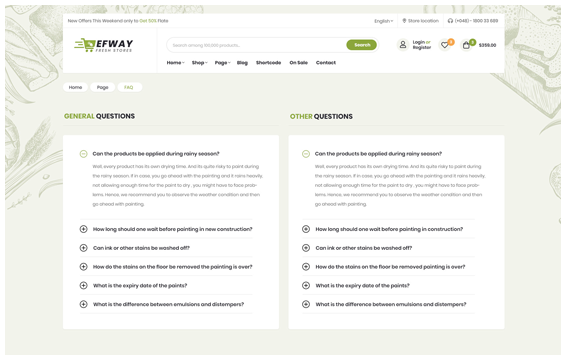 New Offers This Weekend only to Get 50% Flate
English
Store location
(+048) - 1800 33 689
EFWAY
FRESH STORES
Search among 100,000 products..
Search
Login or
Register
$359.00
Home
Shop
Page
Blog
Shortcode
On Sale
Contact
Home
Page
FAQ
GENERAL QUESTIONS
Can the products be applied during rainy season?
Well, every product has its own drying time. And its quite risky to paint during
the rainy season. If in case, you go ahead with the painting and it rains heavily,
not allowing enough time for the paint to dry , you might have to face prob-
lems. Hence, we recommend you to observe the weather condition and then
go ahead with painting.
How long should one wait before painting in new construction?
Can ink or other stains be washed off?
How do the stains on the floor be removed the painting is over?
What is the expiry date of the paints?
What is the difference between emulsions and distempers?
OTHER QUESTIONS
Can the products be applied during rainy season?
Well, every product has its own drying time. And its quite risky to paint during
the rainy season. If in case, you go ahead with the painting and it rains heavily,
not allowing enough time for the paint to dry , you might have to face prob-
lems. Hence, we recommend you to observe the weather condition and then
go ahead with painting.
How long should one wait before painting in construction?
Can ink or other stains be washed off?
How do the stains on the floor be removed the painting is over?
What is the expiry date of the paints?
What is the difference between emulsions and distempers?